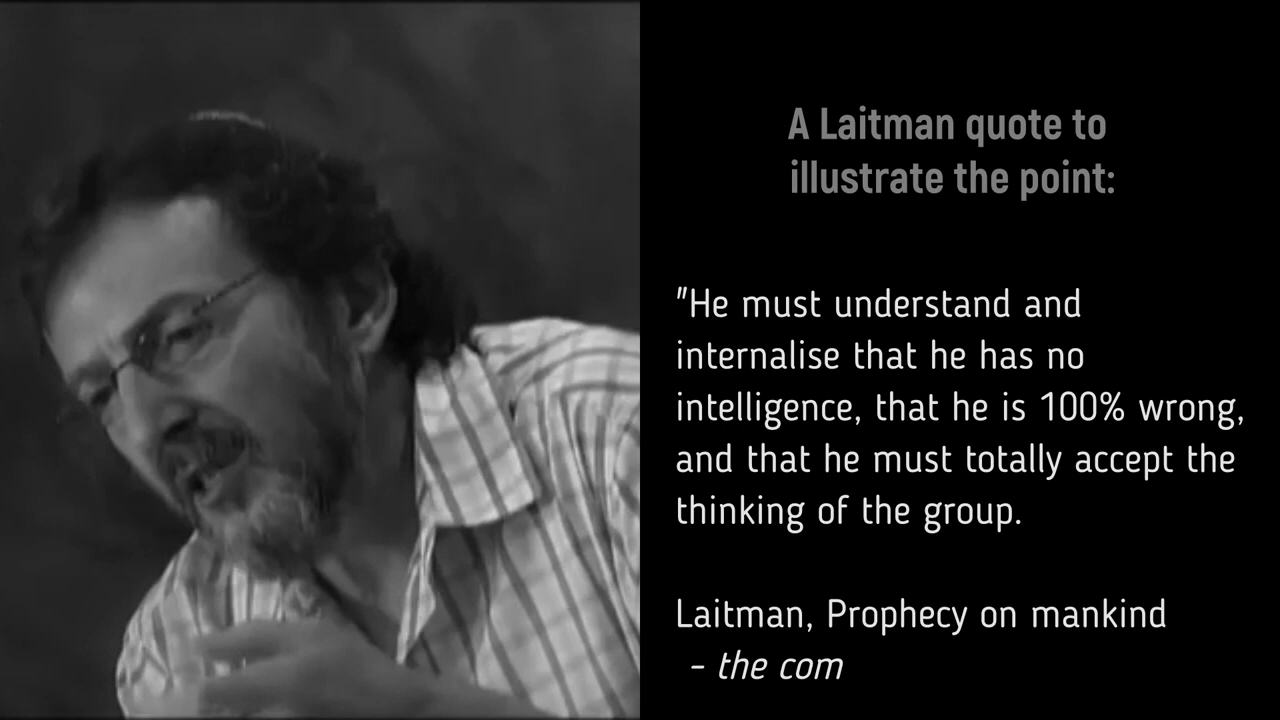 A Laitman quote to
illustrate the point:
"He must understand and
internalise that he has no
intelligence, that he is 100% wrong,
and that he must totally accept the
thinking of the group.
Laitman, Prophecy on mankind
– the com